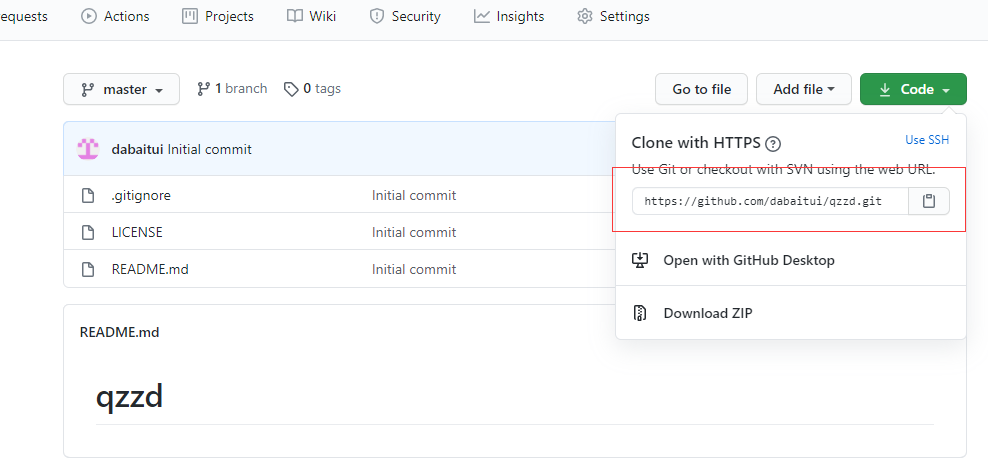 equests Actions Projects Wiki Security Insights Settings
master 1 branch 0 tags Go to file Add file Code
dabaitui Initial commit
Clone with HTTPS Use SSH
Use Git or checkout with SVN using the web URL.
https://github.com/dabaitui/qzzd.git
.gitignore Initial commit
LICENSE Initial commit
README.md Initial commit
Open with GitHub Desktop
Download ZIP
README.md
qzzd